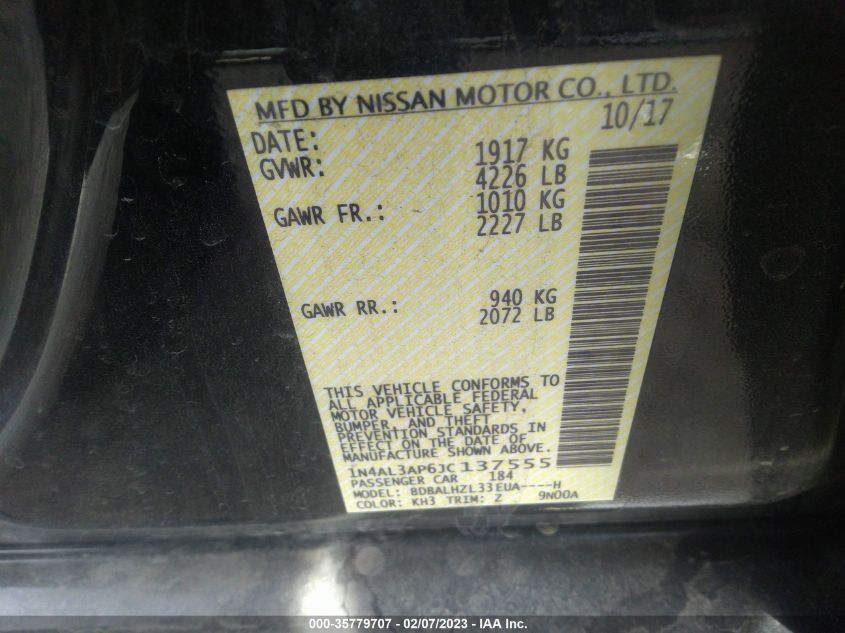 MFD BY NISSAN MOTOR CO., LTD.
DATE: 10/17
GVWR: 1917 KG
4226 LB
GAWR FR.: 1010 KG
2227 LB
GAWR RR.: 940 KG
2072 LB
THIS VEHICLE CONFORMS TO
ALL APPLICABLE FEDERAL
MOTOR VEHICLE SAFETY,
BUMPER, AND THEFT
PREVENTION STANDARDS IN
EFFECT ON THE DATE OF
MANUFACTURE SHOWN ABOVE.
1N4AL3AP6JC137555
PASSENGER CAR 184
MODEL: BDBALHZL33EUA----H
COLOR: KH3 TRIM: Z 9N00A
000-35779707 - 02/07/2023 - IAA Inc.